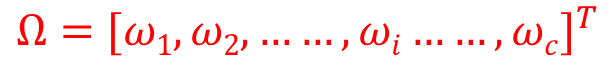 Ω = [ω₁, ω₂, … … , ωᵢ … … , ω_c]ᵀ